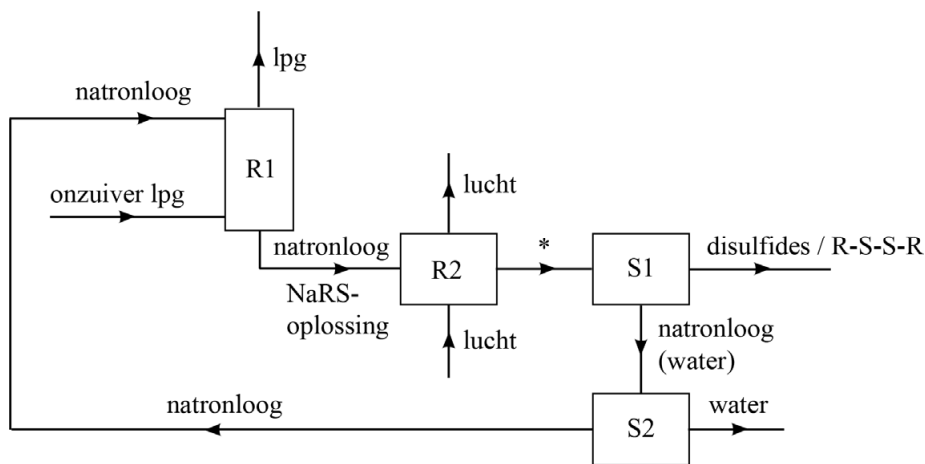 lpg
natronloog
R1
onzuiver lpg
lucht
natronloog
NaRS-
oplossing
R2
*
S1
disulfides / R-S-S-R
lucht
natronloog
(water)
natronloog
S2
water